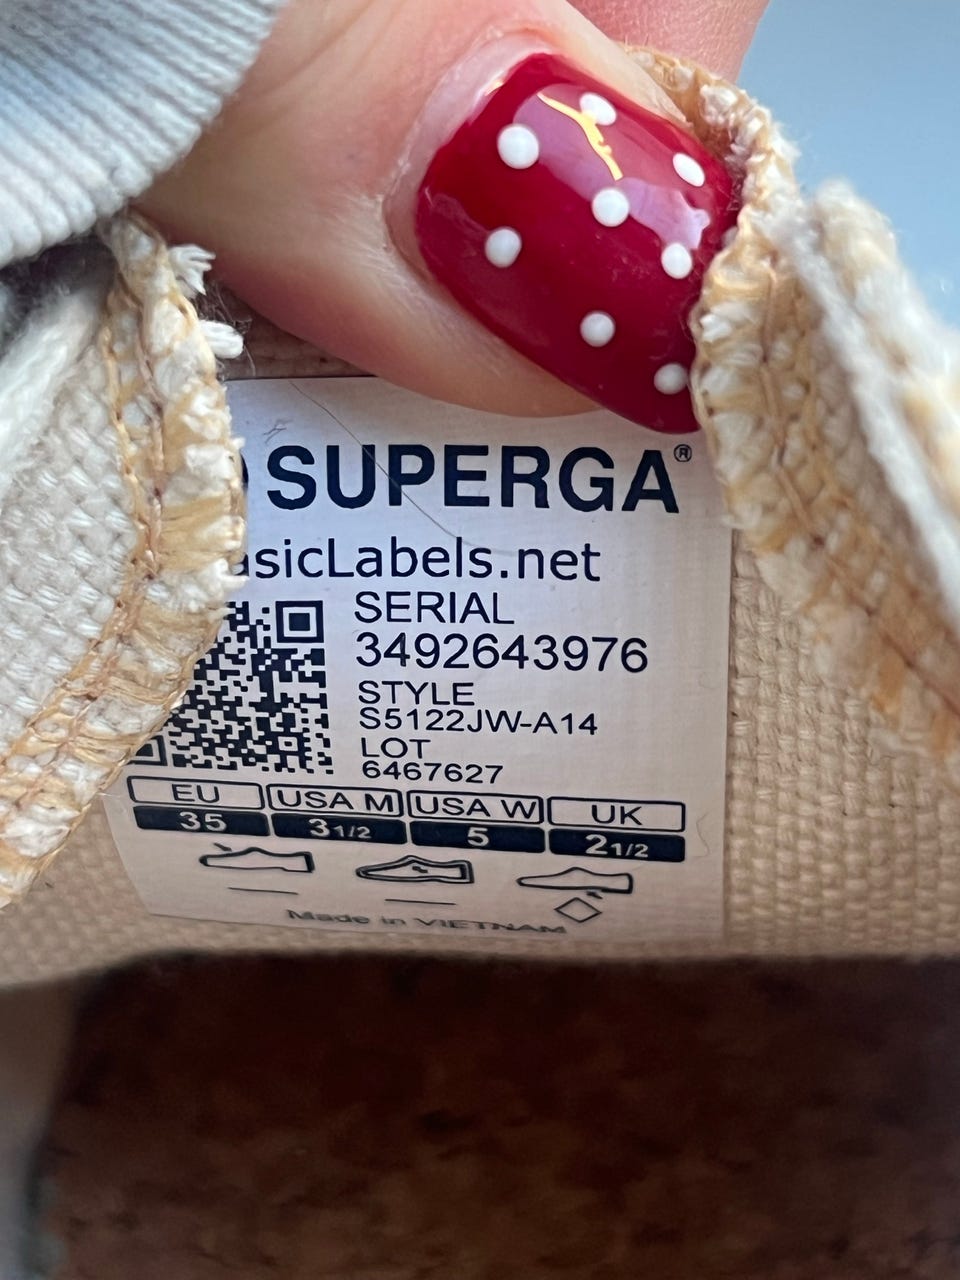 SUPERGA®
asicLabels.net
SERIAL
3492643976
STYLE
S5122JW-A14
LOT
6467627
EU USA M USA W UK
35 3 1/2 5 2 1/2
Made in VIETNAM